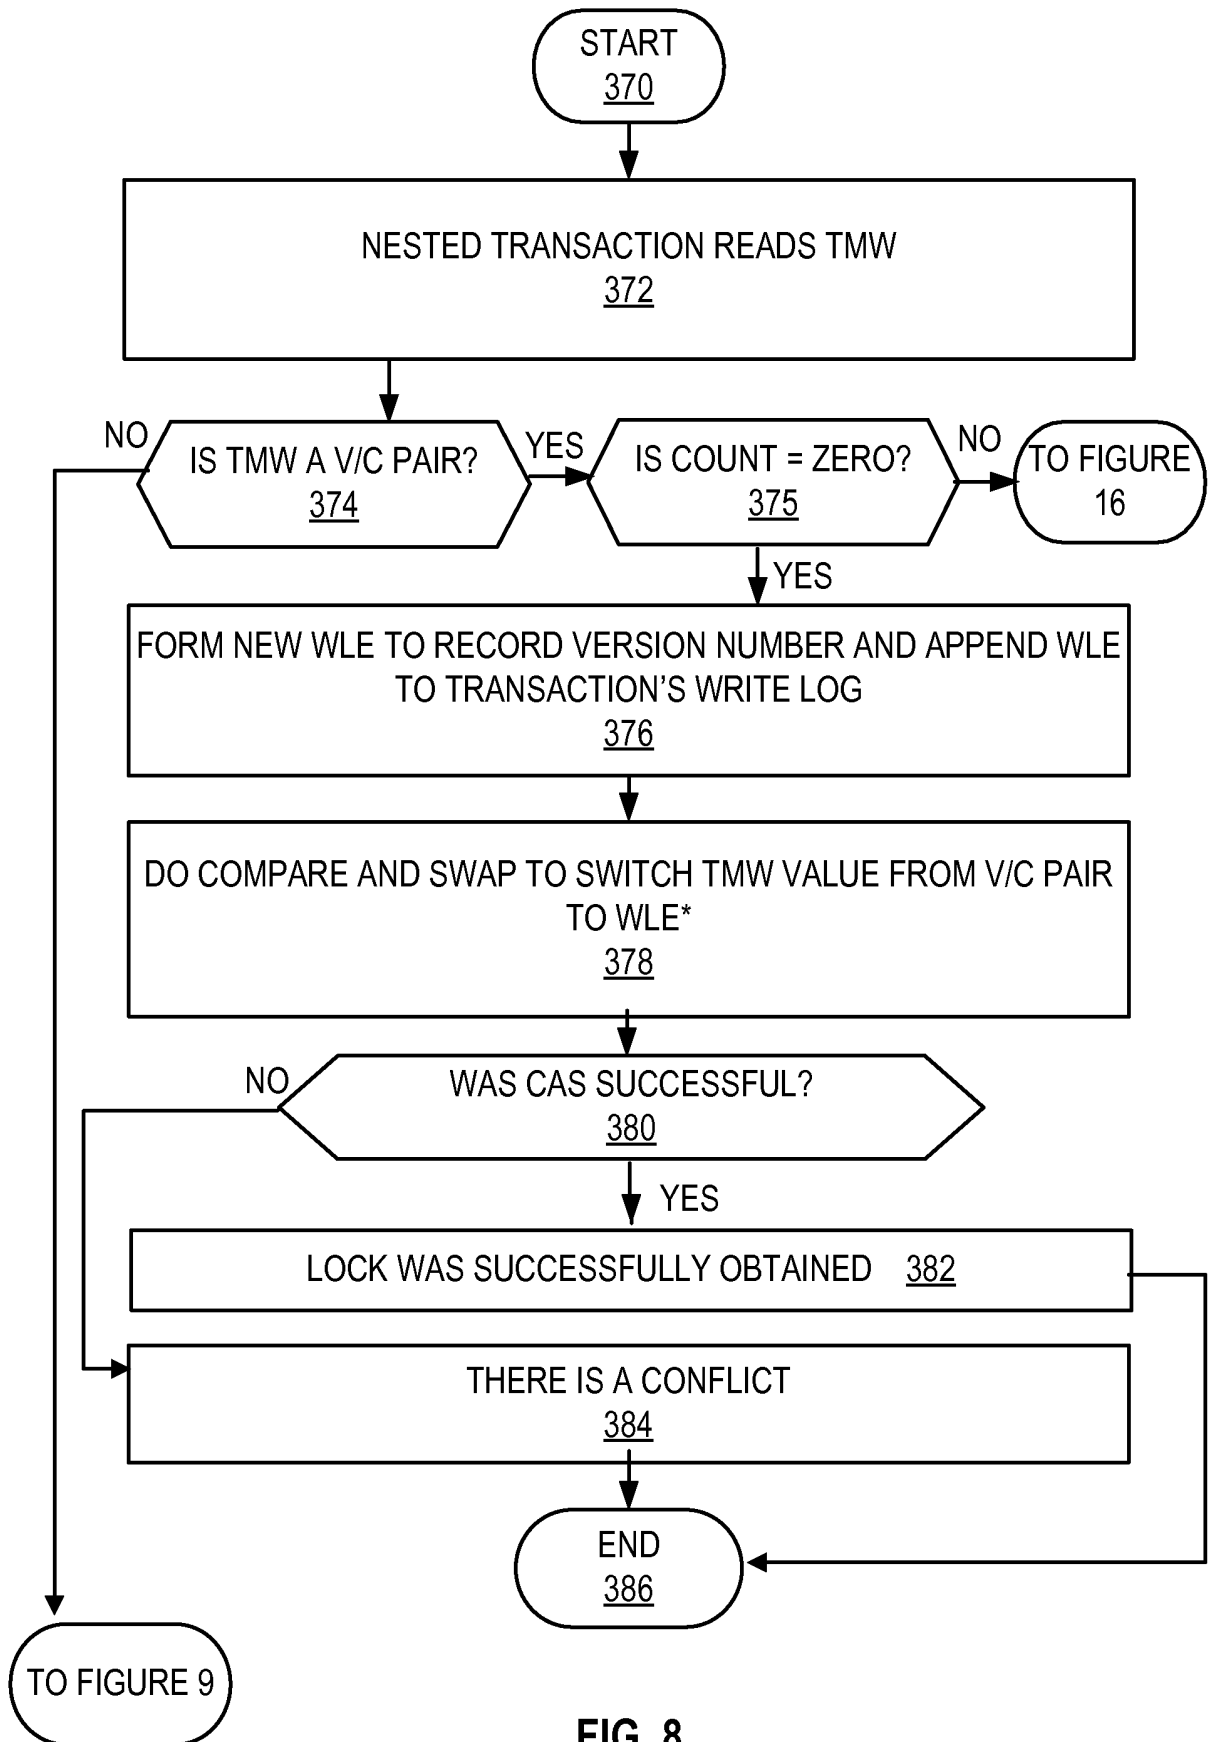 START
370
NESTED TRANSACTION READS TMW
372
NO
IS TMW A V/C PAIR?
374
YES
IS COUNT = ZERO?
375
NO
TO FIGURE
16
YES
FORM NEW WLE TO RECORD VERSION NUMBER AND APPEND WLE
TO TRANSACTION'S WRITE LOG
376
DO COMPARE AND SWAP TO SWITCH TMW VALUE FROM V/C PAIR
TO WLE*
378
NO
WAS CAS SUCCESSFUL?
380
YES
LOCK WAS SUCCESSFULLY OBTAINED 382
THERE IS A CONFLICT
384
END
386
TO FIGURE 9
FIG. 8